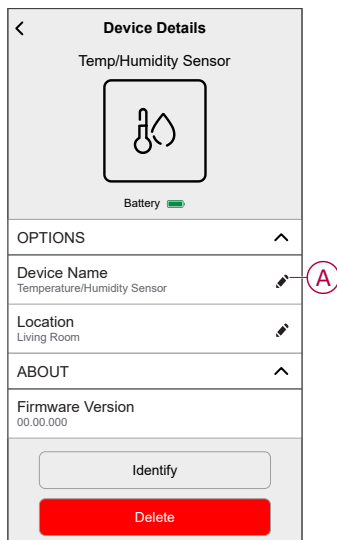 Device Details
Temp/Humidity Sensor
Battery
OPTIONS
Device Name
Temperature/Humidity Sensor
A
Location
Living Room
ABOUT
Firmware Version
00.00.000
Identify
Delete